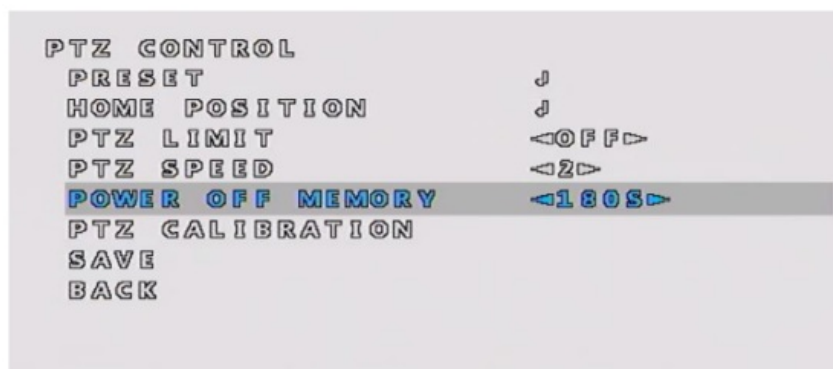 PTZ CONTROL
PRESET ↲
HOME POSITION ↲
PTZ LIMIT ◅OFF▻
PTZ SPEED ◅2▻
POWER OFF MEMORY ◅180S▻
PTZ CALIBRATION
SAVE
BACK